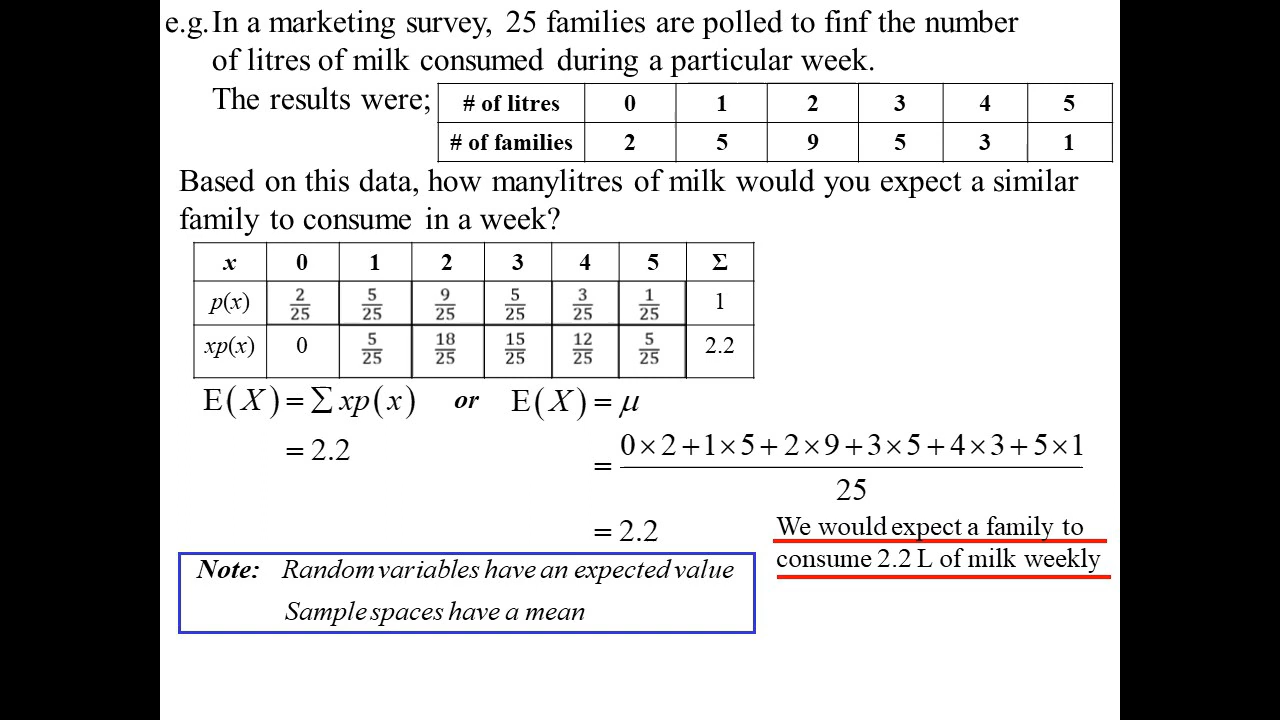 e.g. In a marketing survey, 25 families are polled to finf the number
of litres of milk consumed during a particular week.
The results were;
# of litres 0 1 2 3 4 5
# of families 2 5 9 5 3 1
Based on this data, how manylitres of milk would you expect a similar
family to consume in a week?
x 0 1 2 3 4 5 Σ
p(x) 2/25 5/25 9/25 5/25 3/25 1/25 1
xp(x) 0 5/25 18/25 15/25 12/25 5/25 2.2
E(X) = Σ xp(x) or E(X) = μ
= 2.2
= 0×2+1×5+2×9+3×5+4×3+5×1
25
= 2.2
We would expect a family to
consume 2.2 L of milk weekly
Note: Random variables have an expected value
Sample spaces have a mean